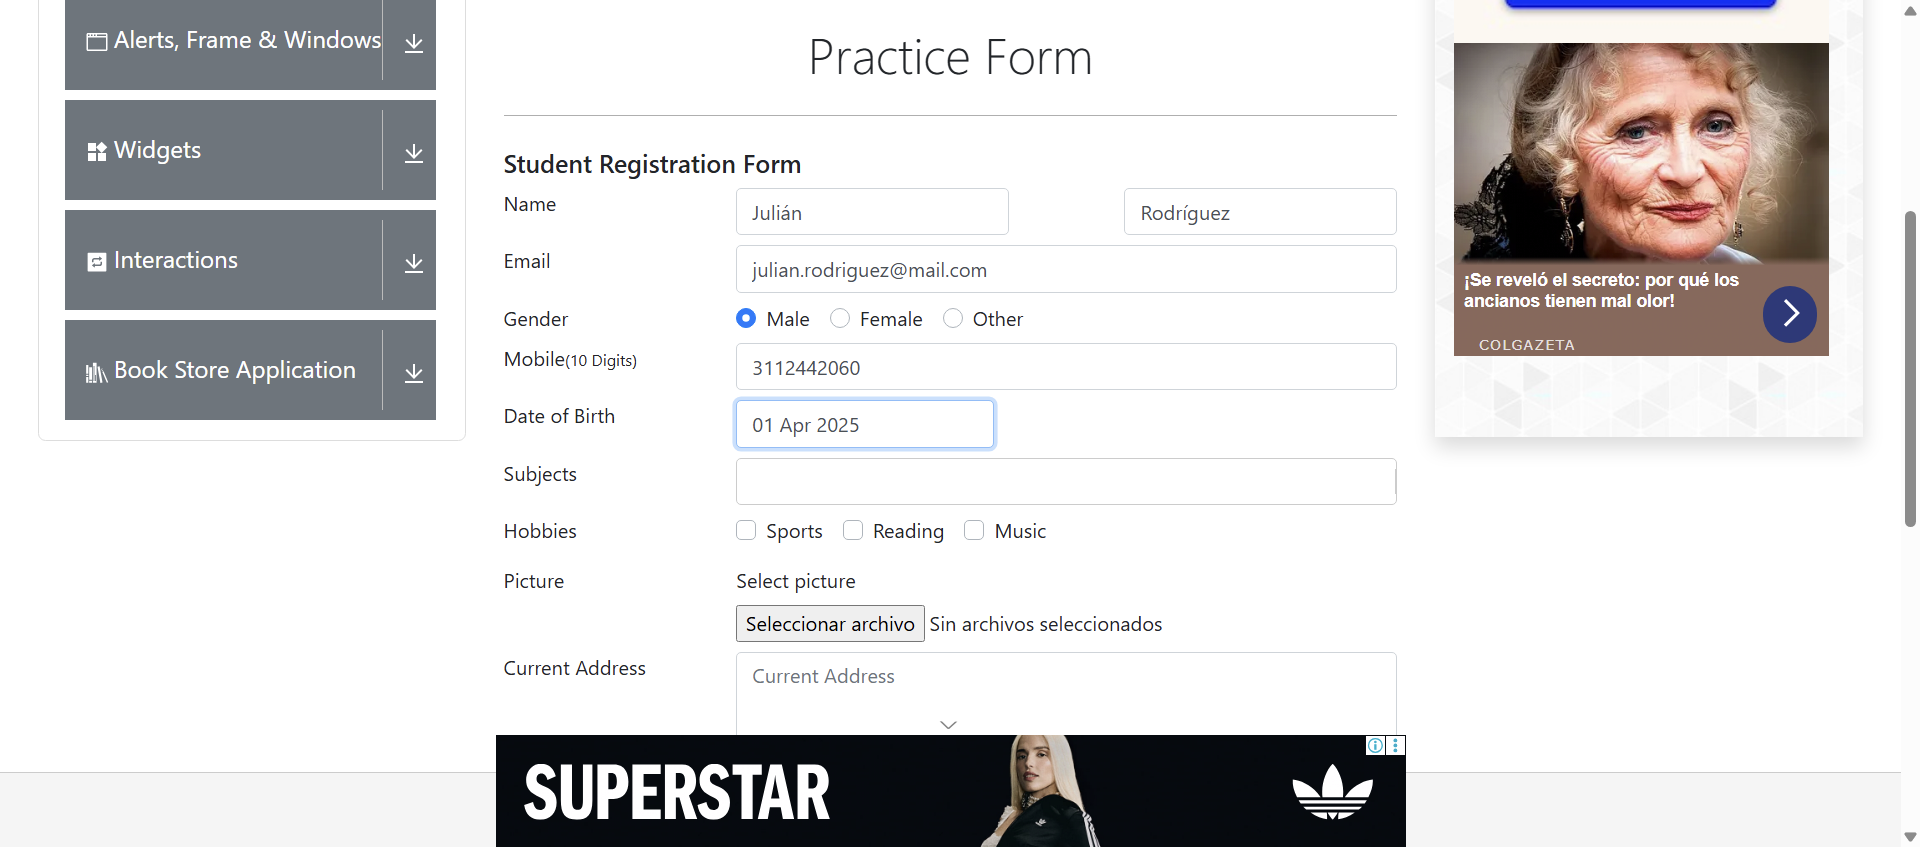 Alerts, Frame & Windows
Widgets
Interactions
Book Store Application
Practice Form
Student Registration Form
Name
Julián
Rodríguez
Email
julian.rodriguez@mail.com
Gender
Male
Female
Other
Mobile(10 Digits)
3112442060
Date of Birth
01 Apr 2025
Subjects
Hobbies
Sports
Reading
Music
Picture
Select picture
Seleccionar archivo
Sin archivos seleccionados
Current Address
Current Address
SUPERSTAR
¡Se reveló el secreto: por qué los
ancianos tienen mal olor!
COLGAZETA